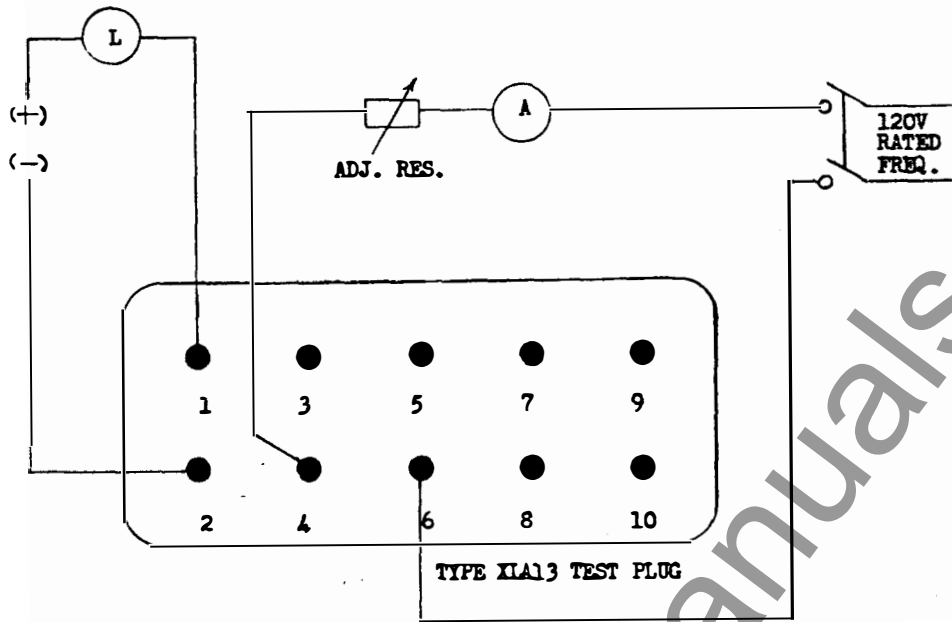 L
(+)
(-)
A
ADJ. RES.
120V
RATED
FREQ.
1 3 5 7 9
2 4 6 8 10
TYPE XLA13 TEST PLUG
anuals